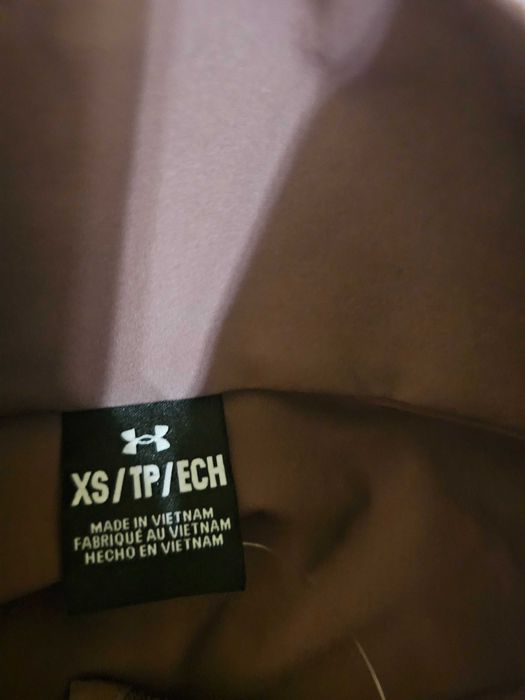 XS/TP/ECH
MADE IN VIETNAM
FABRIQUÉ AU VIETNAM
HECHO EN VIETNAM